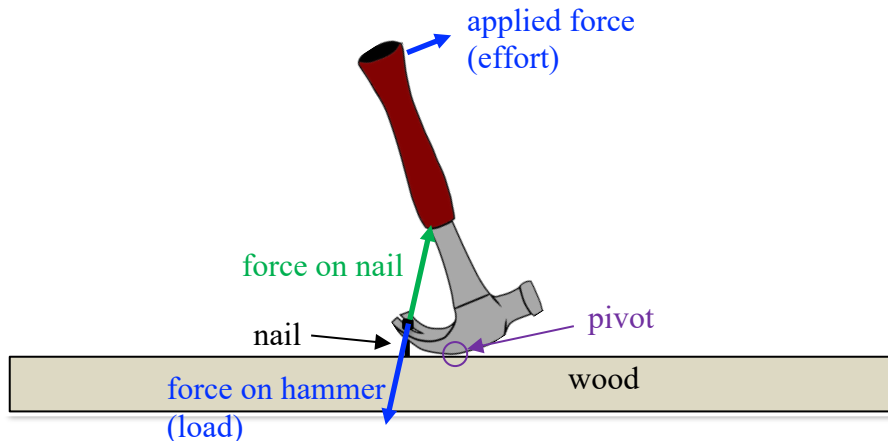 applied force
(effort)
force on nail
pivot
nail
wood
force on hammer
(load)